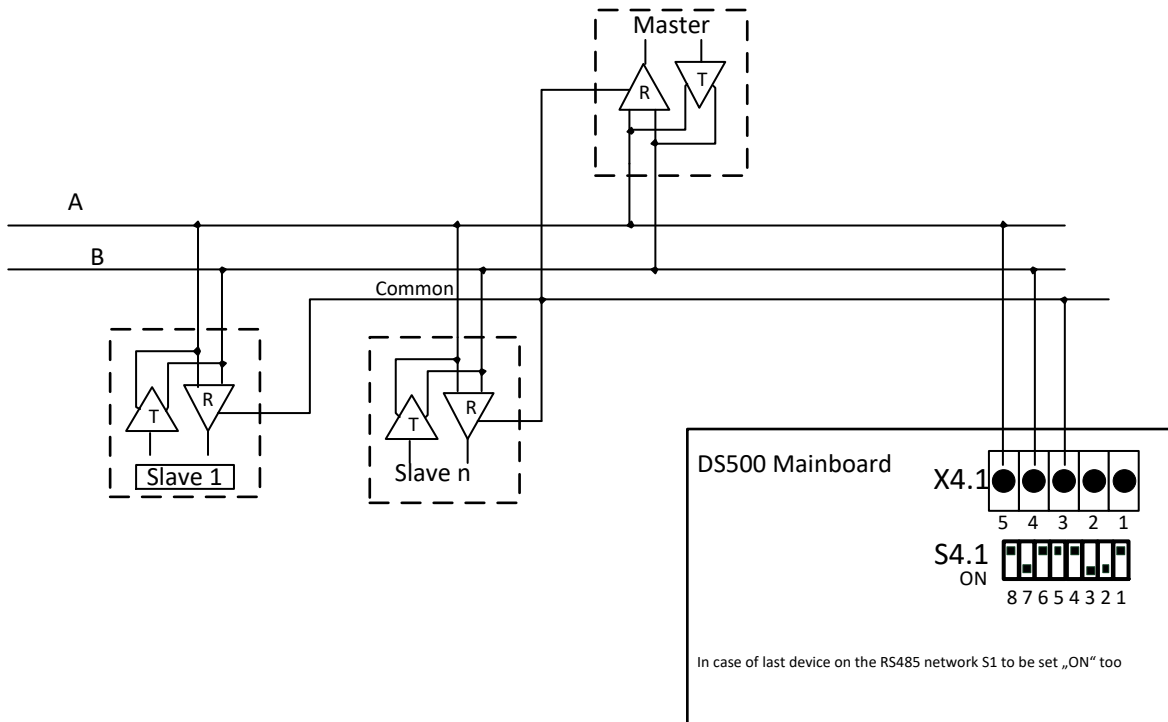 Master
R
T
A
B
Common
T
R
Slave 1
T
R
Slave n
DS500 Mainboard
X4.1
5 4 3 2 1
S4.1
ON
8 7 6 5 4 3 2 1
In case of last device on the RS485 network S1 to be set „ON“ too